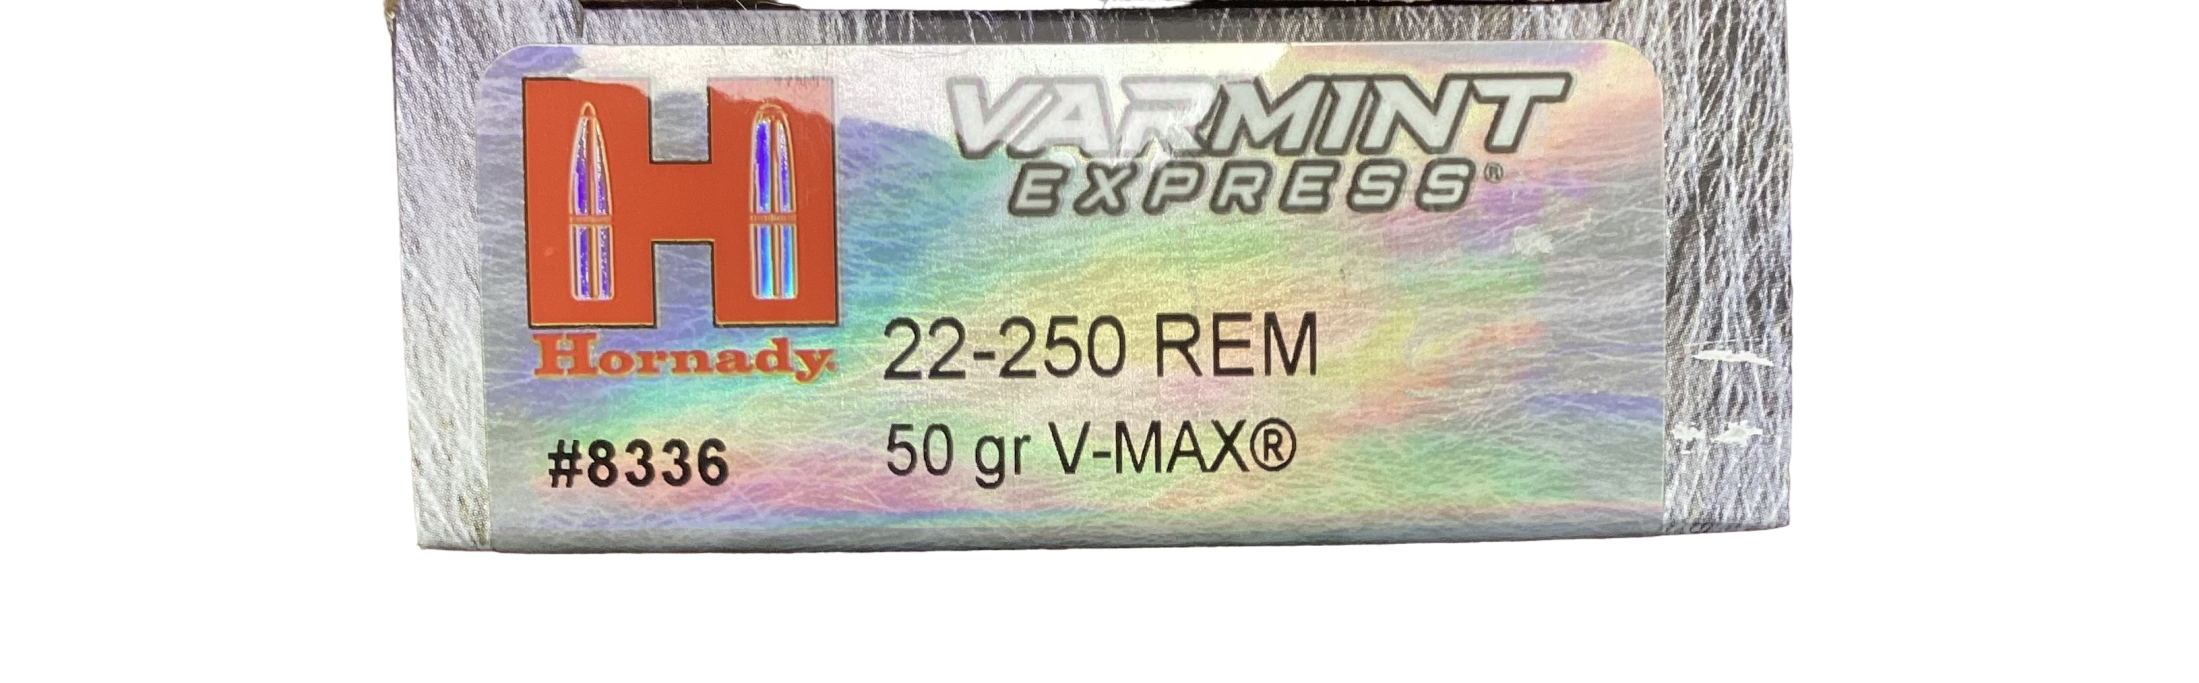 VARMINT
EXPRESS®
Hornady
22-250 REM
50 gr V-MAX®
#8336